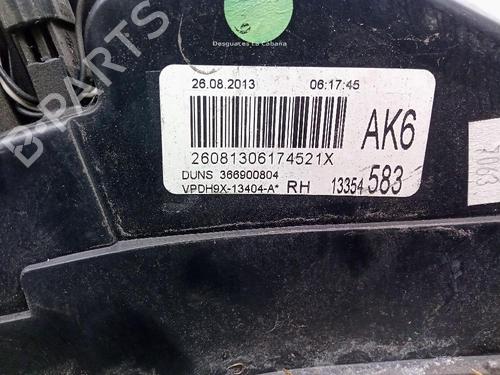 Desguaces La Cabaña
26.08.2013 06:17:45
AK6
26081306174521X
DUNS 366900804
VPDH9X-13404-A* RH 13354 583
B-PARTS